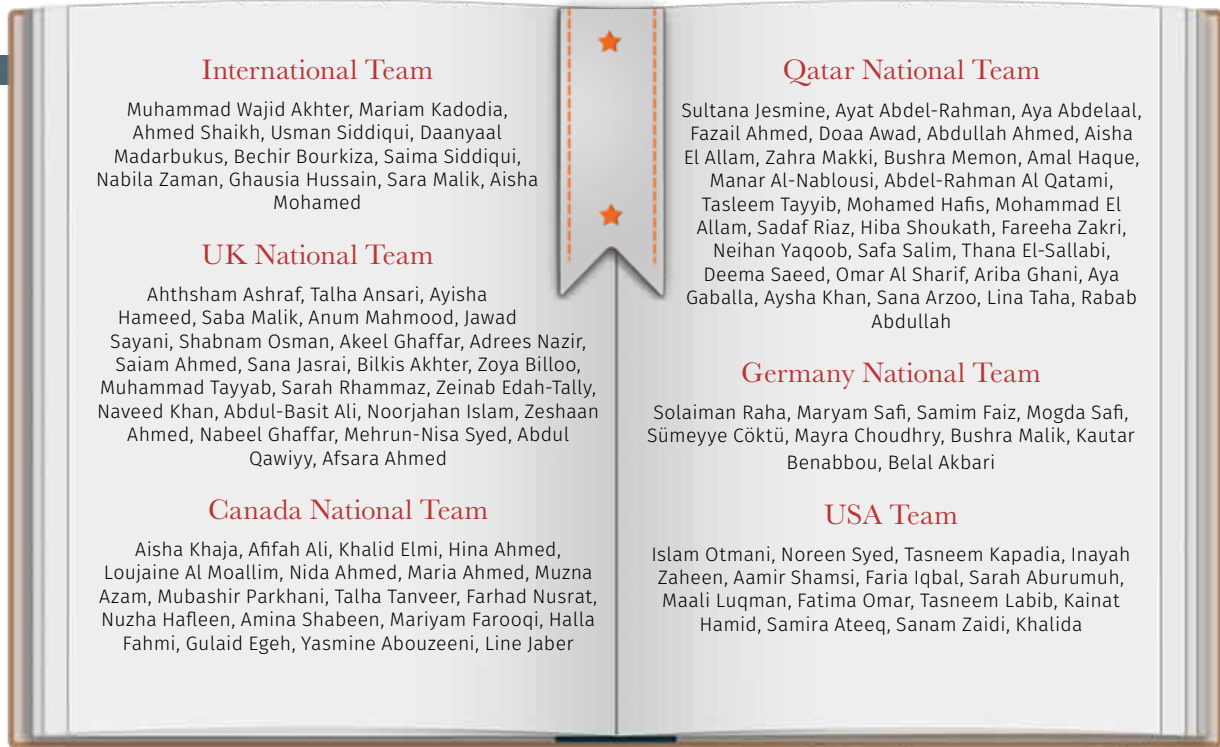 International Team
Muhammad Wajid Akhter, Mariam Kadodia,
Ahmed Shaikh, Usman Siddiqui, Daanyaal
Madarbukus, Bechir Bourkiza, Saima Siddiqui,
Nabila Zaman, Ghausia Hussain, Sara Malik, Aisha
Mohamed
UK National Team
Ahthsham Ashraf, Talha Ansari, Ayisha
Hameed, Saba Malik, Anum Mahmood, Jawad
Sayani, Shabnam Osman, Akeel Ghaffar, Adrees Nazir,
Saiam Ahmed, Sana Jasrai, Bilkis Akhter, Zoya Billoo,
Muhammad Tayyab, Sarah Rhammaz, Zeinab Edah-Tally,
Naveed Khan, Abdul-Basit Ali, Noorjahan Islam, Zeshaan
Ahmed, Nabeel Ghaffar, Mehrun-Nisa Syed, Abdul
Qawiyy, Afsara Ahmed
Canada National Team
Aisha Khaja, Afifah Ali, Khalid Elmi, Hina Ahmed,
Loujaine Al Moallim, Nida Ahmed, Maria Ahmed, Muzna
Azam, Mubashir Parkhani, Talha Tanveer, Farhad Nusrat,
Nuzha Hafleen, Amina Shabeen, Mariyam Farooqi, Halla
Fahmi, Gulaid Egeh, Yasmine Abouzeeni, Line Jaber
Qatar National Team
Sultana Jesmine, Ayat Abdel-Rahman, Aya Abdelaal,
Fazail Ahmed, Doaa Awad, Abdullah Ahmed, Aisha
El Allam, Zahra Makki, Bushra Memon, Amal Haque,
Manar Al-Nablousi, Abdel-Rahman Al Qatami,
Tasleem Tayyib, Mohamed Hafis, Mohammad El
Allam, Sadaf Riaz, Hiba Shoukath, Fareeha Zakri,
Neihan Yaqoob, Safa Salim, Thana El-Sallabi,
Deema Saeed, Omar Al Sharif, Ariba Ghani, Aya
Gaballa, Aysha Khan, Sana Arzoo, Lina Taha, Rabab
Abdullah
Germany National Team
Solaiman Raha, Maryam Safi, Samim Faiz, Mogda Safi,
Sümeyye Cöktü, Mayra Choudhry, Bushra Malik, Kautar
Benabbou, Belal Akbari
USA Team
Islam Otmani, Noreen Syed, Tasneem Kapadia, Inayah
Zaheen, Aamir Shamsi, Faria Iqbal, Sarah Aburumuh,
Maali Luqman, Fatima Omar, Tasneem Labib, Kainat
Hamid, Samira Ateeq, Sanam Zaidi, Khalida